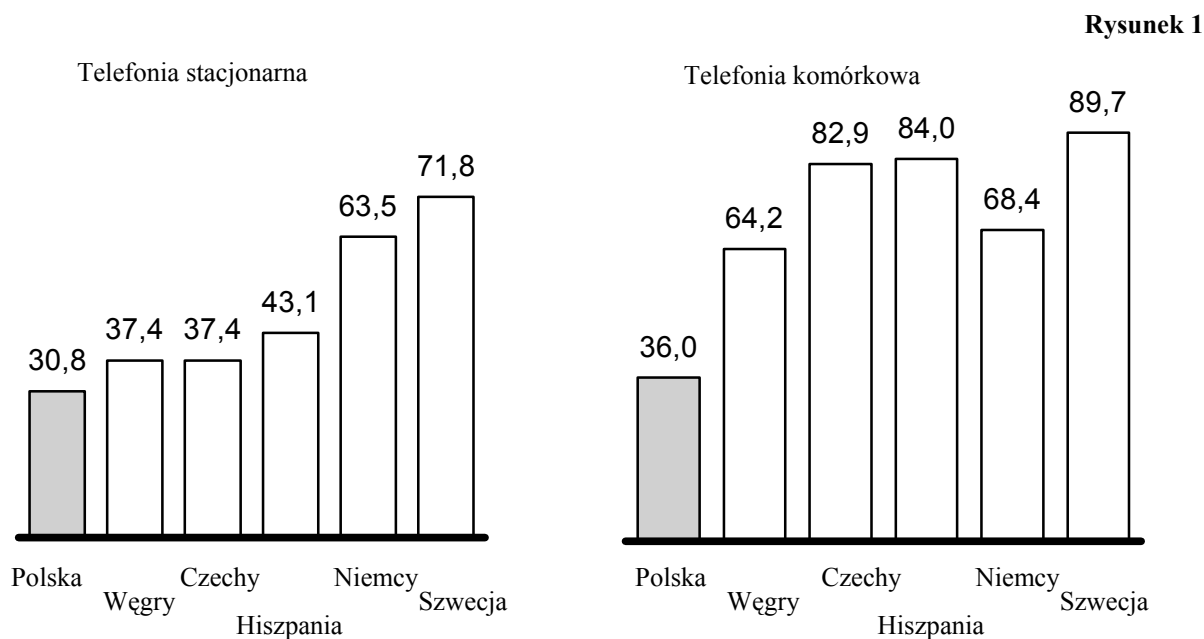 Rysunek 1
Telefonia stacjonarna
30,8
37,4
37,4
43,1
63,5
71,8
Polska
Węgry
Czechy
Hiszpania
Niemcy
Szwecja
Telefonia komórkowa
36,0
64,2
82,9
84,0
68,4
89,7
Polska
Węgry
Czechy
Hiszpania
Niemcy
Szwecja